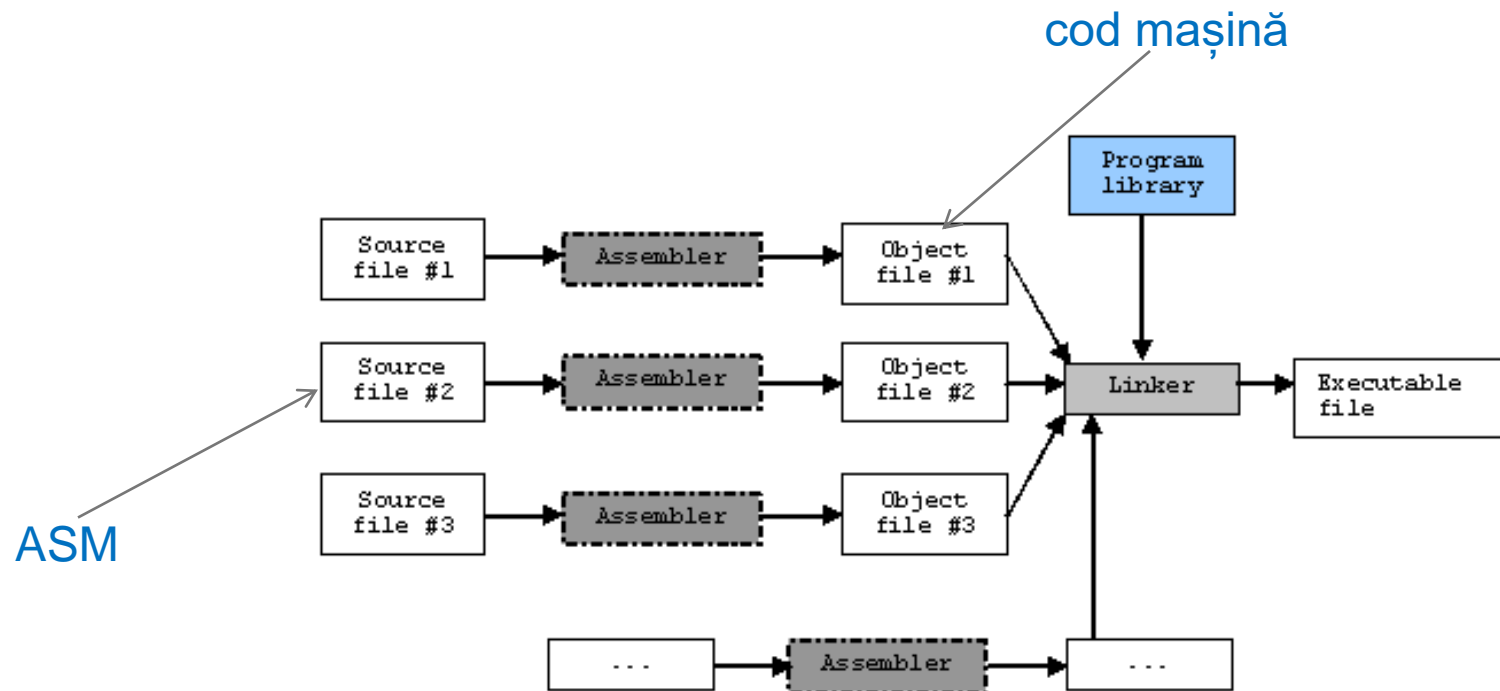 cod mașină
Program
library
Source
file #1
Assembler
Object
file #1
Source
file #2
Assembler
Object
file #2
Linker
Executable
file
Source
file #3
Assembler
Object
file #3
ASM
...
Assembler
...